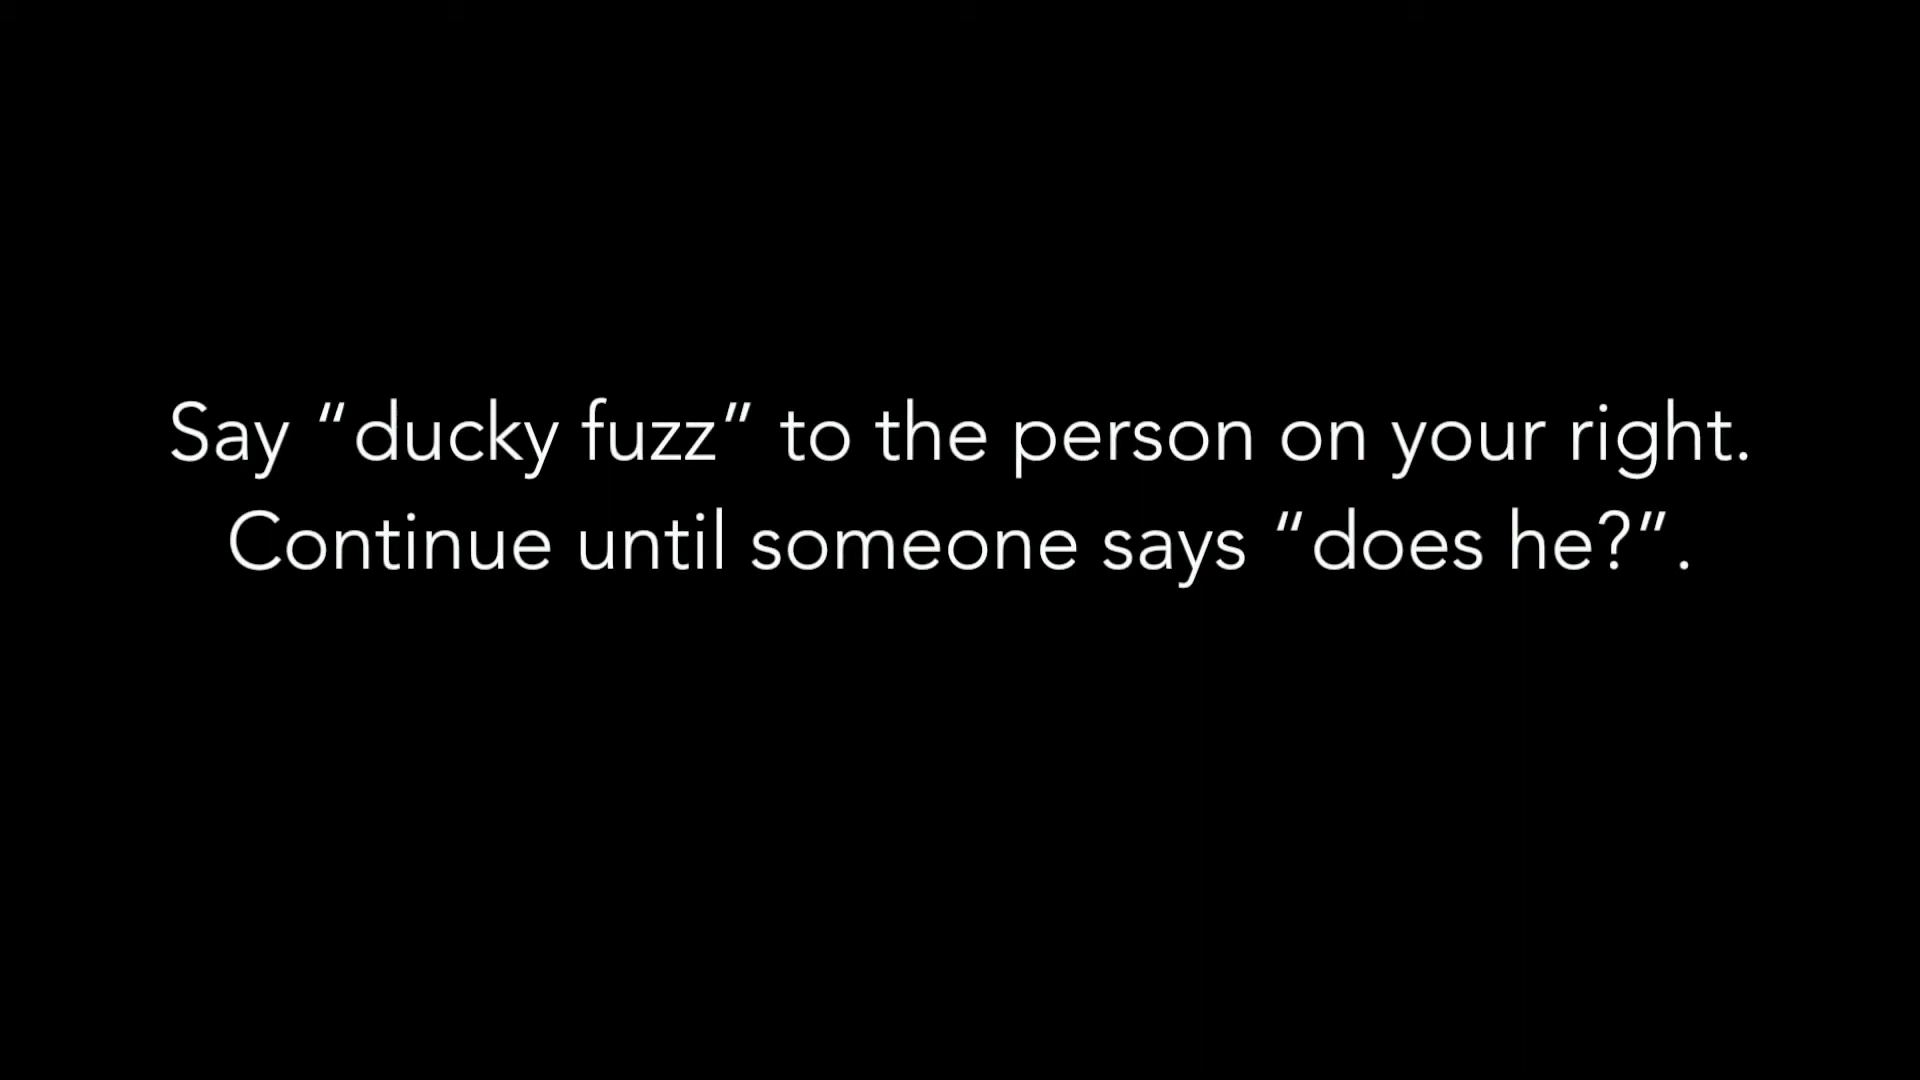 Say “ducky fuzz” to the person on your right.
Continue until someone says “does he?”.